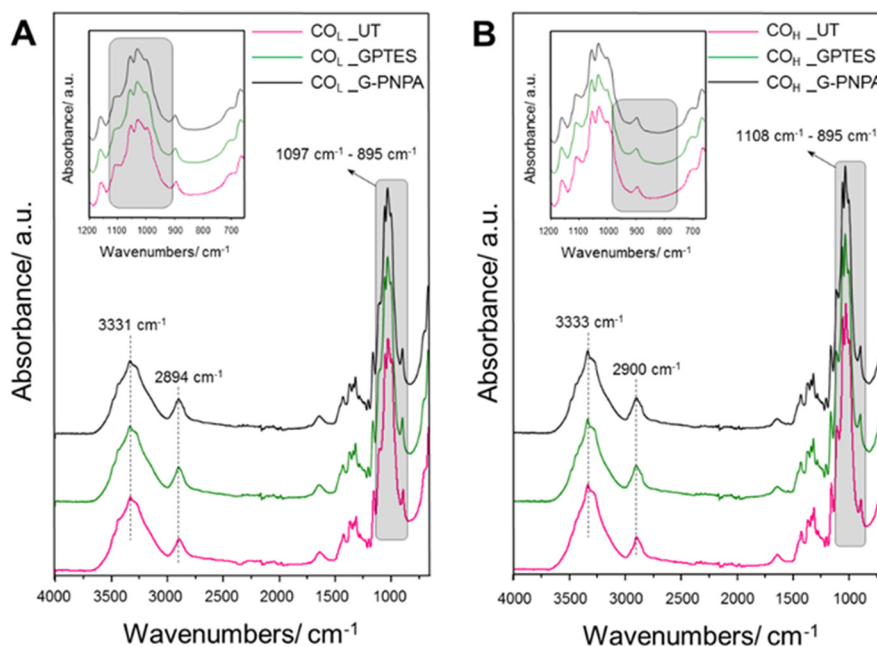 A
CO_L _UT
CO_L _GPTES
CO_L _G-PNPA
Absorbance/ a.u.
1200 1100 1000 900 800 700
Wavenumbers/ cm⁻¹
1097 cm⁻¹ - 895 cm⁻¹
3331 cm⁻¹
2894 cm⁻¹
Absorbance/ a.u.
4000 3500 3000 2500 2000 1500 1000
Wavenumbers/ cm⁻¹
B
CO_H _UT
CO_H _GPTES
CO_H _G-PNPA
Absorbance/ a.u.
1200 1100 1000 900 800 700
Wavenumbers/ cm⁻¹
1108 cm⁻¹ - 895 cm⁻¹
3333 cm⁻¹
2900 cm⁻¹
Absorbance/ a.u.
4000 3500 3000 2500 2000 1500 1000
Wavenumbers/ cm⁻¹